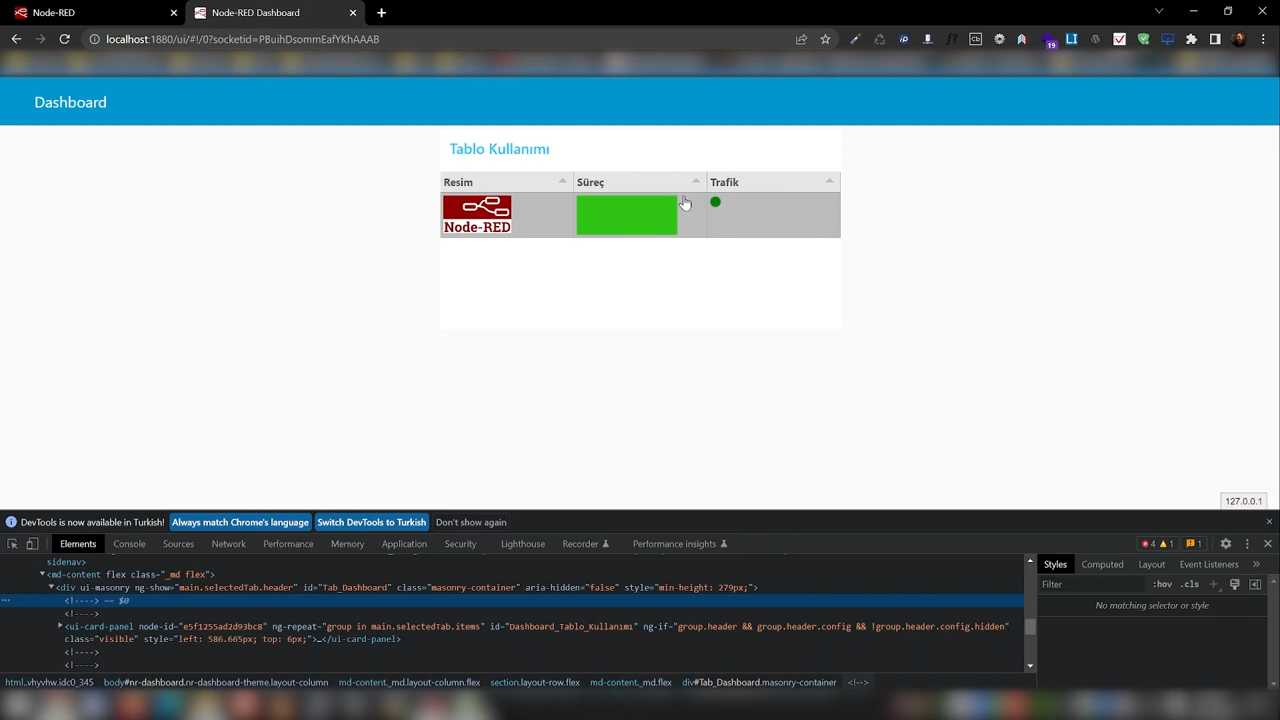 Node-RED
Node-RED Dashboard
localhost:1880/ui/#!/0?socketid=PBuihDsommEafYKhAAAB
19
Dashboard
Tablo Kullanımı
Resim Süreç Trafik
Node-RED
127.0.0.1
DevTools is now available in Turkish! Always match Chrome's language Switch DevTools to Turkish Don't show again
Elements Console Sources Network Performance Memory Application Security Lighthouse Recorder Performance insights 4 1 1
sidenav>
<md-content flex class="_md flex">
<div ui-masonry ng-show="main.selectedTab.header" id="Tab_Dashboard" class="masonry-container" aria-hidden="false" style="min-height: 279px;">
<!----> == $0
<!---->
<ui-card-panel node-id="e5f1255ad2d93bc8" ng-repeat="group in main.selectedTab.items" id="Dashboard_Tablo_Kullanımı" ng-if="group.header && group.header.config && !group.header.config.hidden"
class="visible" style="left: 586.665px; top: 6px;">…</ui-card-panel>
<!---->
<!---->
html._vhyvhw.idc0_345 body#nr-dashboard.nr-dashboard-theme.layout-column md-content._md.layout-column.flex section.layout-row.flex md-content._md.flex div#Tab_Dashboard.masonry-container <!-->
Styles Computed Layout Event Listeners »
Filter :hov .cls
No matching selector or style